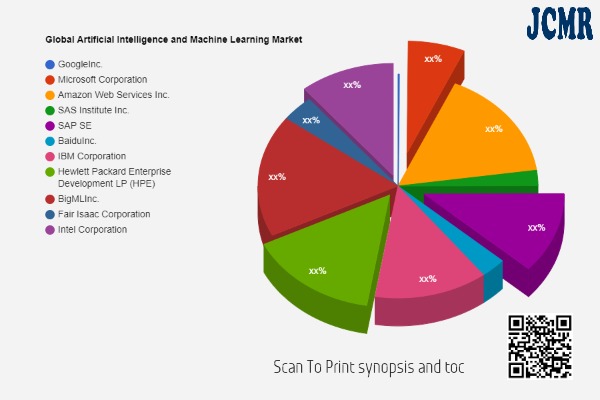 JCMR
Global Artificial Intelligence and Machine Learning Market
GoogleInc.
Microsoft Corporation
Amazon Web Services Inc.
SAS Institute Inc.
SAP SE
BaiduInc.
IBM Corporation
Hewlett Packard Enterprise
Development LP (HPE)
BigMLInc.
Fair Isaac Corporation
Intel Corporation
xx%
xx%
xx%
xx%
xx%
xx%
xx%
xx%
xx%
Scan To Print synopsis and toc